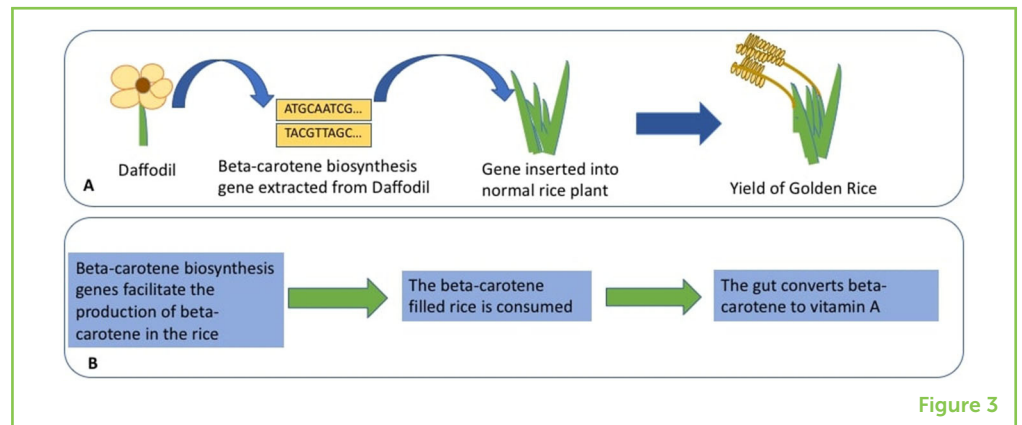 ATGCAATCG...
TACGTTAGC...
Daffodil
Beta-carotene biosynthesis
gene extracted from Daffodil
Gene inserted into
normal rice plant
Yield of Golden Rice
A
Beta-carotene biosynthesis
genes facilitate the
production of beta-
carotene in the rice
The beta-carotene
filled rice is consumed
The gut converts beta-
carotene to vitamin A
B
Figure 3